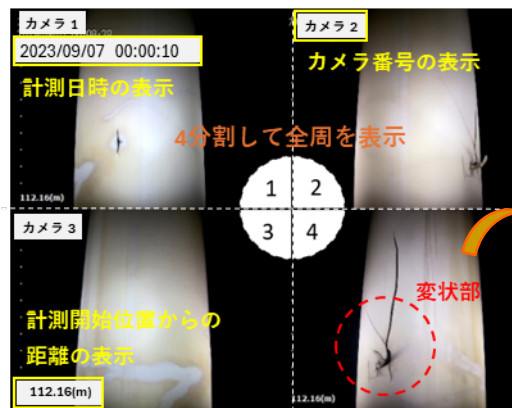 カメラ 1
2023/09/07 00:00:10
計測日時の表示
カメラ 2
カメラ番号の表示
4分割して全周を表示
112.16(m)
1 2
3 4
カメラ 3
計測開始位置からの
距離の表示
112.16(m)
変状部
112.16(m)